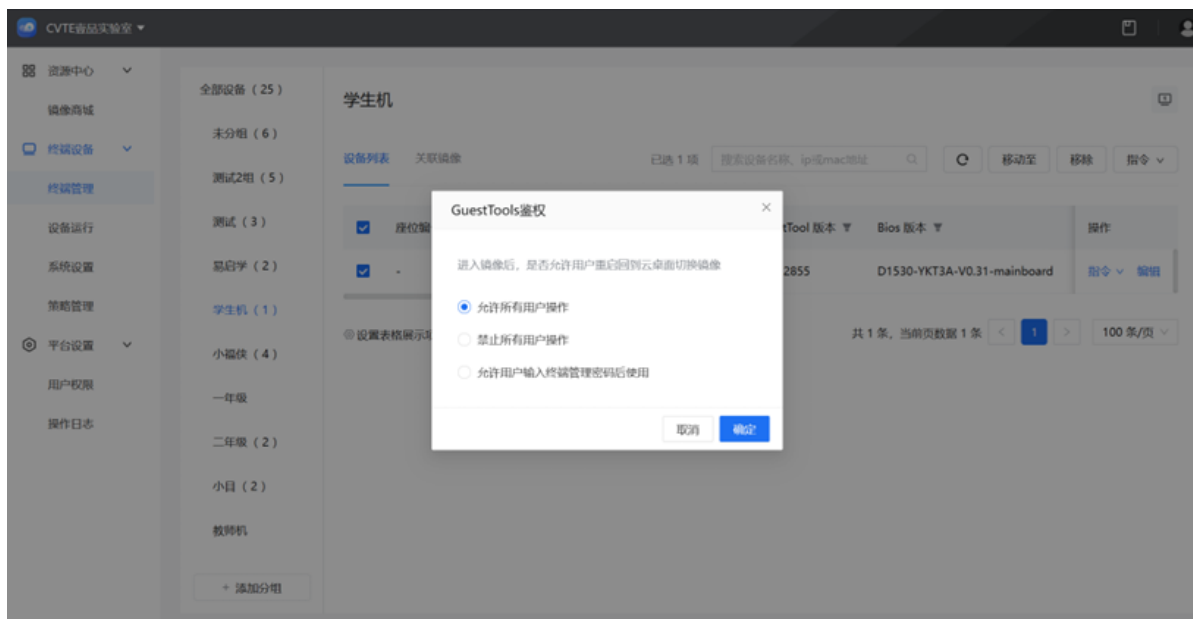 CVTE壹品实验室
资源中心
镜像商城
终端设备
终端管理
设备运行
系统设置
策略管理
平台设置
用户权限
操作日志
全部设备（25）
未分组（6）
测试2组（5）
测试（3）
易启学（2）
学生机（1）
小福侠（4）
一年级
二年级（2）
小目（2）
教师机
+ 添加分组
学生机
设备列表 关联镜像 已选 1 项 搜索设备名称、ip或mac地址 移动至 移除 指令
座位编 tTool 版本 Bios 版本 操作
- 2855 D1530-YKT3A-V0.31-mainboard 指令 编辑
设置表格展示项 共 1 条，当前页数据 1 条 < 1 > 100 条/页
GuestTools鉴权
进入镜像后，是否允许用户重启回到云桌面切换镜像
允许所有用户操作
禁止所有用户操作
允许用户输入终端管理密码后使用
取消 确定